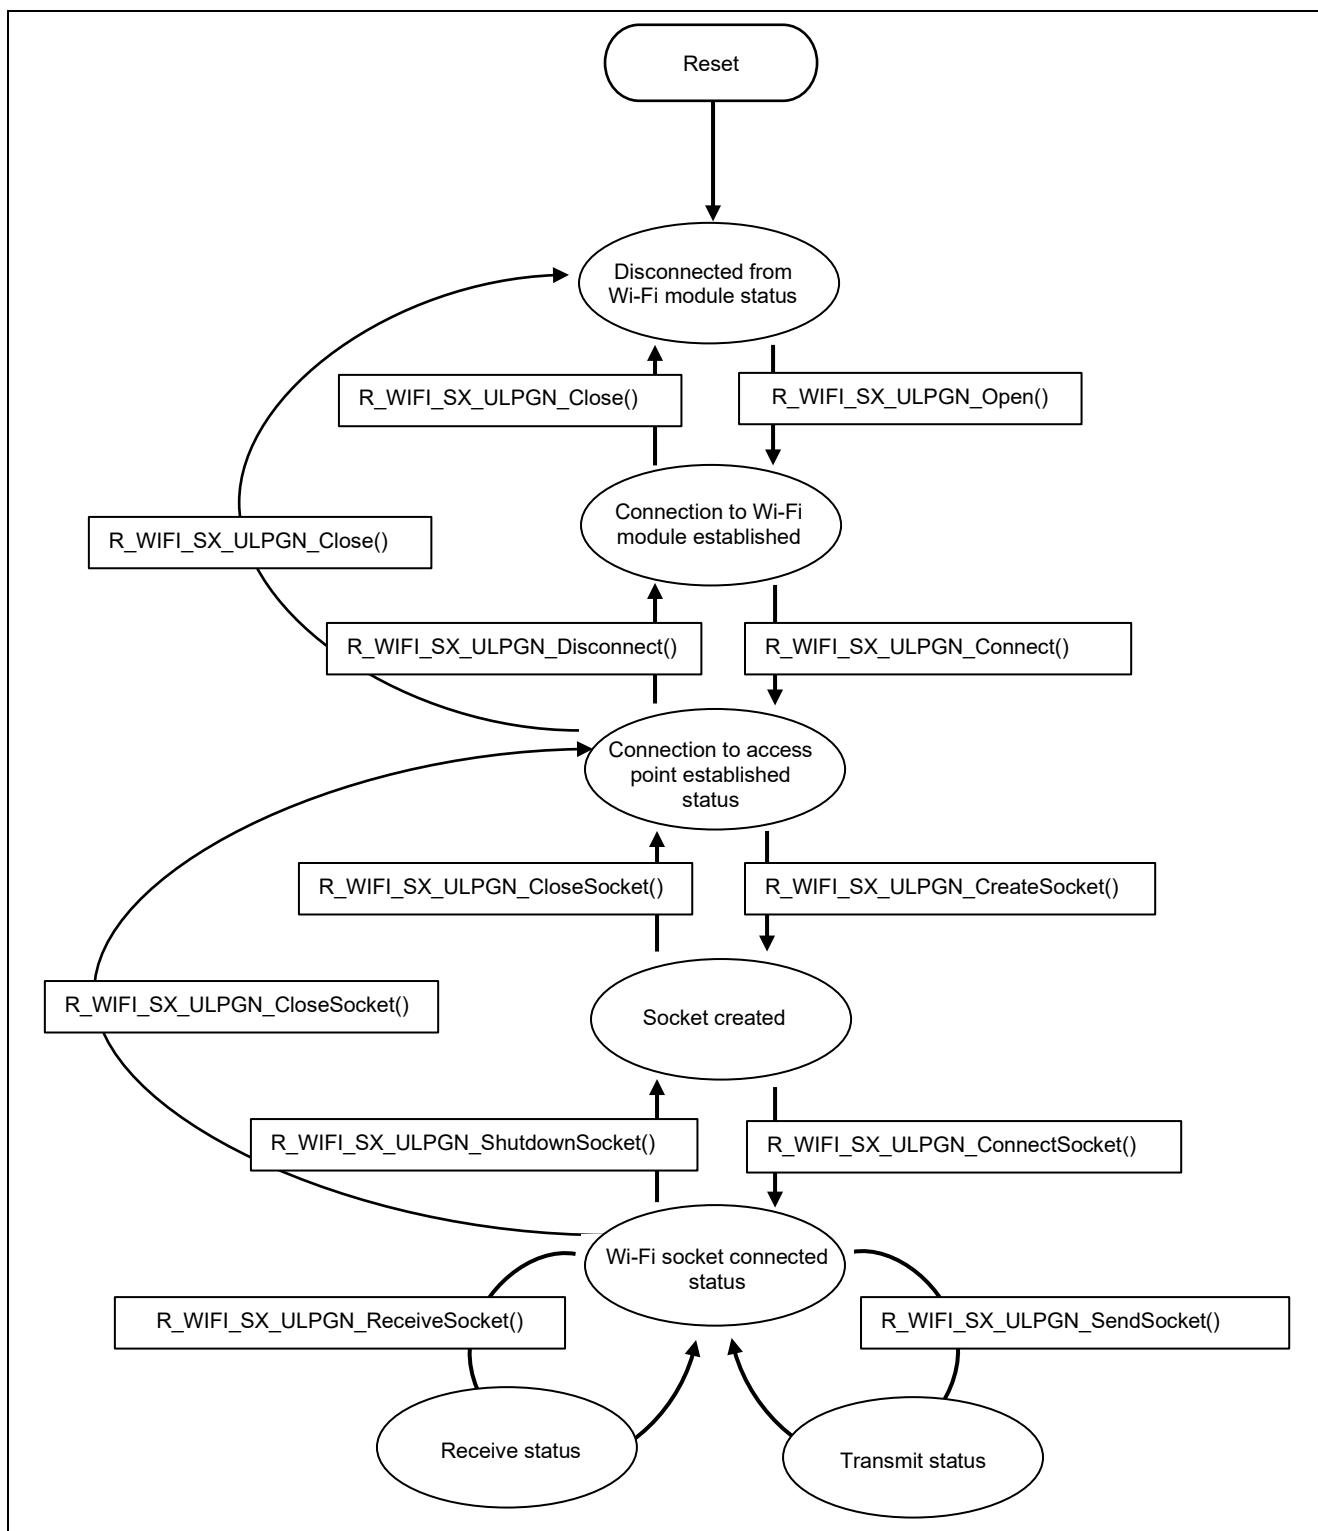 Reset
Disconnected from
Wi-Fi module status
R_WIFI_SX_ULPGN_Close()
R_WIFI_SX_ULPGN_Open()
Connection to Wi-Fi
module established
R_WIFI_SX_ULPGN_Close()
R_WIFI_SX_ULPGN_Disconnect()
R_WIFI_SX_ULPGN_Connect()
Connection to access
point established
status
R_WIFI_SX_ULPGN_CloseSocket()
R_WIFI_SX_ULPGN_CreateSocket()
R_WIFI_SX_ULPGN_CloseSocket()
Socket created
R_WIFI_SX_ULPGN_ShutdownSocket()
R_WIFI_SX_ULPGN_ConnectSocket()
Wi-Fi socket connected
status
R_WIFI_SX_ULPGN_ReceiveSocket()
R_WIFI_SX_ULPGN_SendSocket()
Receive status
Transmit status